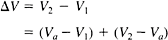 ΔV = V₂ − V₁
= (Vₐ − V₁) + (V₂ − Vₐ)